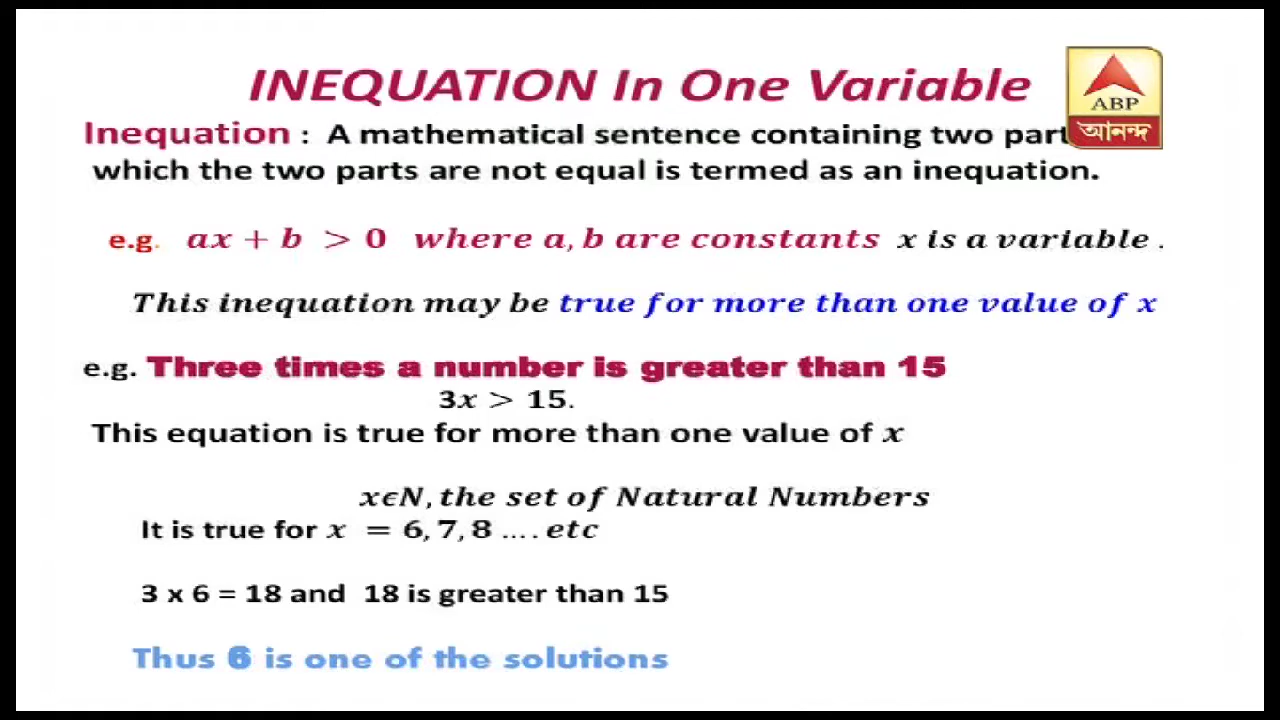 INEQUATION In One Variable
ABP
আনন্দ
Inequation : A mathematical sentence containing two part
which the two parts are not equal is termed as an inequation.
e.g. ax + b > 0 where a, b are constants x is a variable .
This inequation may be true for more than one value of x
e.g. Three times a number is greater than 15
3x > 15.
This equation is true for more than one value of x
xϵN, the set of Natural Numbers
It is true for x = 6, 7, 8 .... etc
3 x 6 = 18 and 18 is greater than 15
Thus 6 is one of the solutions